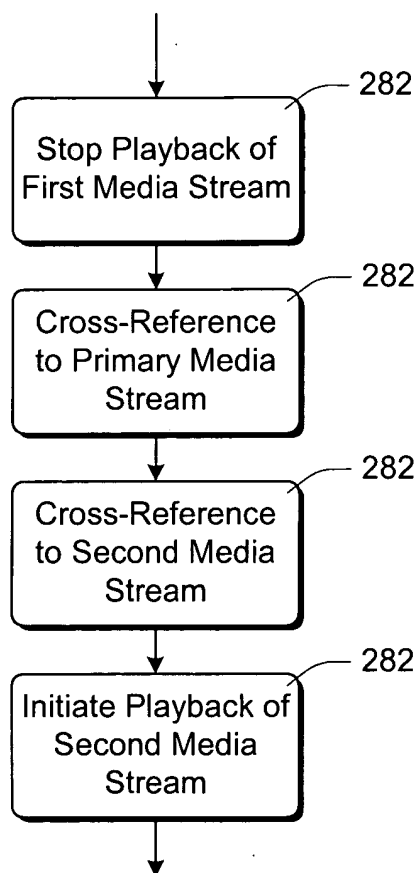 282
Stop Playback of
First Media Stream
282
Cross-Reference
to Primary Media
Stream
282
Cross-Reference
to Second Media
Stream
282
Initiate Playback of
Second Media
Stream